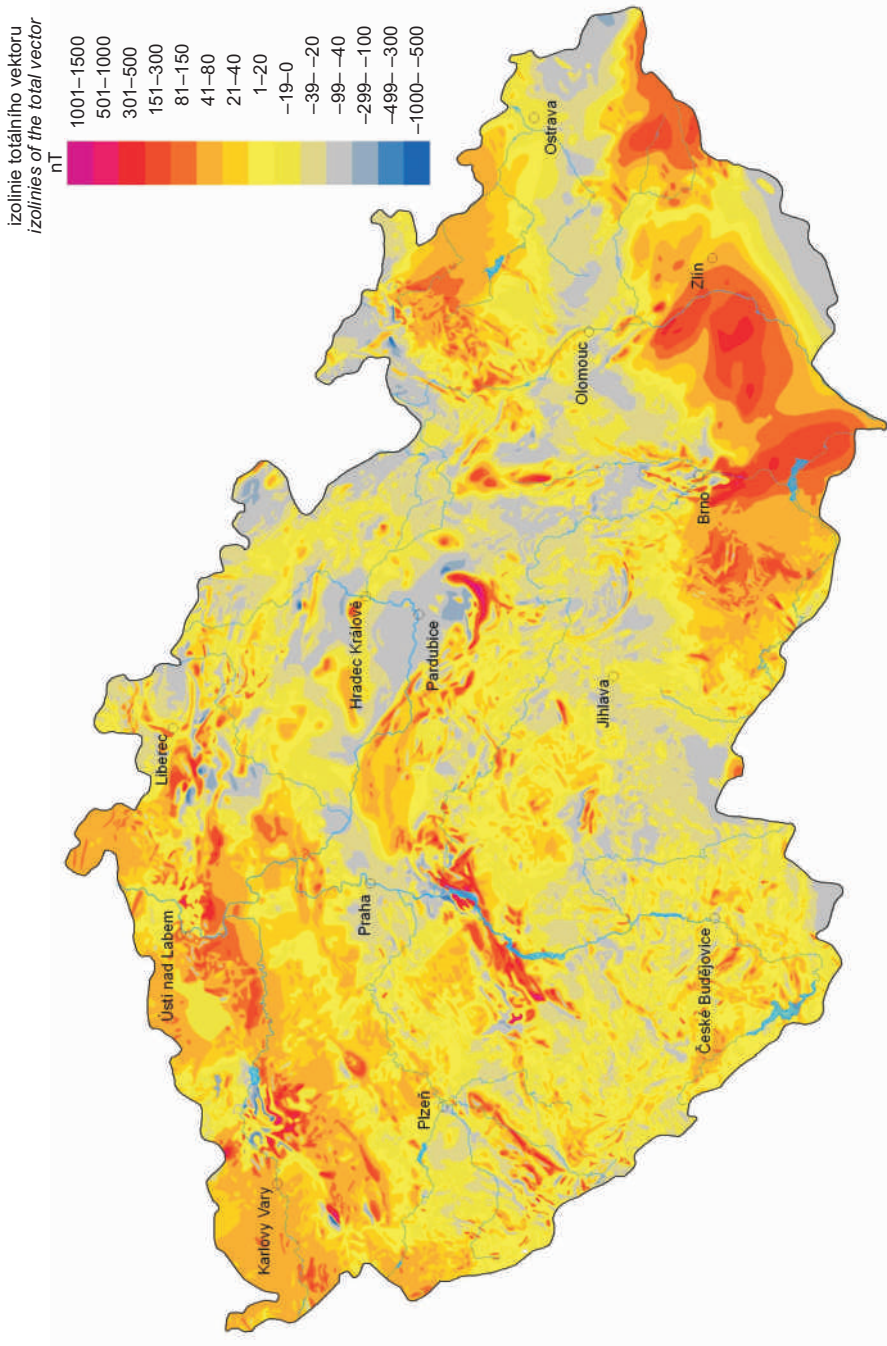 izolinie totálního vektoru
izolinies of the total vector
nT
1001–1500
501–1000
301–500
151–300
81–150
41–80
21–40
1–20
–19–0
–39– –20
–99– –40
–299– –100
–499– –300
–1000– –500
Liberec
Ústí nad Labem
Karlovy Vary
Hradec Králové
Praha
Pardubice
Plzeň
Ostrava
Olomouc
Jihlava
Zlín
Brno
České Budějovice